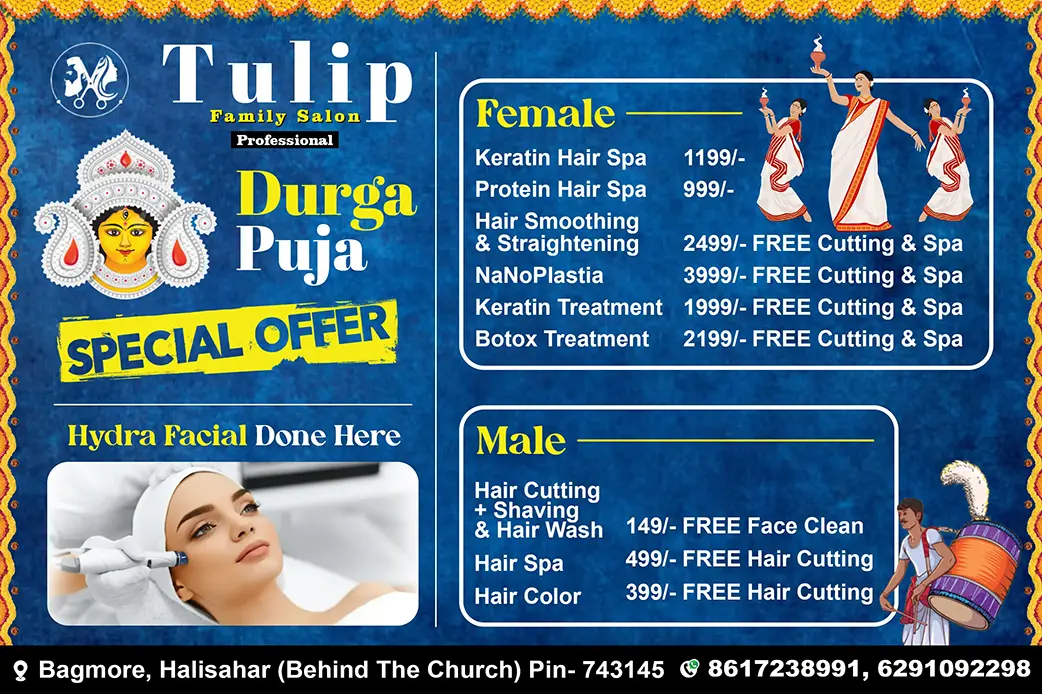 Tulip
Family Salon
Professional
Durga
Puja
SPECIAL OFFER
Hydra Facial Done Here
Female
Keratin Hair Spa 1199/-
Protein Hair Spa 999/-
Hair Smoothing
& Straightening 2499/- FREE Cutting & Spa
NaNoPlastia 3999/- FREE Cutting & Spa
Keratin Treatment 1999/- FREE Cutting & Spa
Botox Treatment 2199/- FREE Cutting & Spa
Male
Hair Cutting
+ Shaving
& Hair Wash 149/- FREE Face Clean
Hair Spa 499/- FREE Hair Cutting
Hair Color 399/- FREE Hair Cutting
Bagmore, Halisahar (Behind The Church) Pin- 743145 8617238991, 6291092298